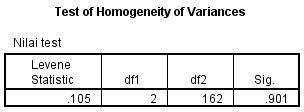 Test of Homogeneity of Variances
Nilai test
Levene
Statistic df1 df2 Sig.
.105 2 162 .901